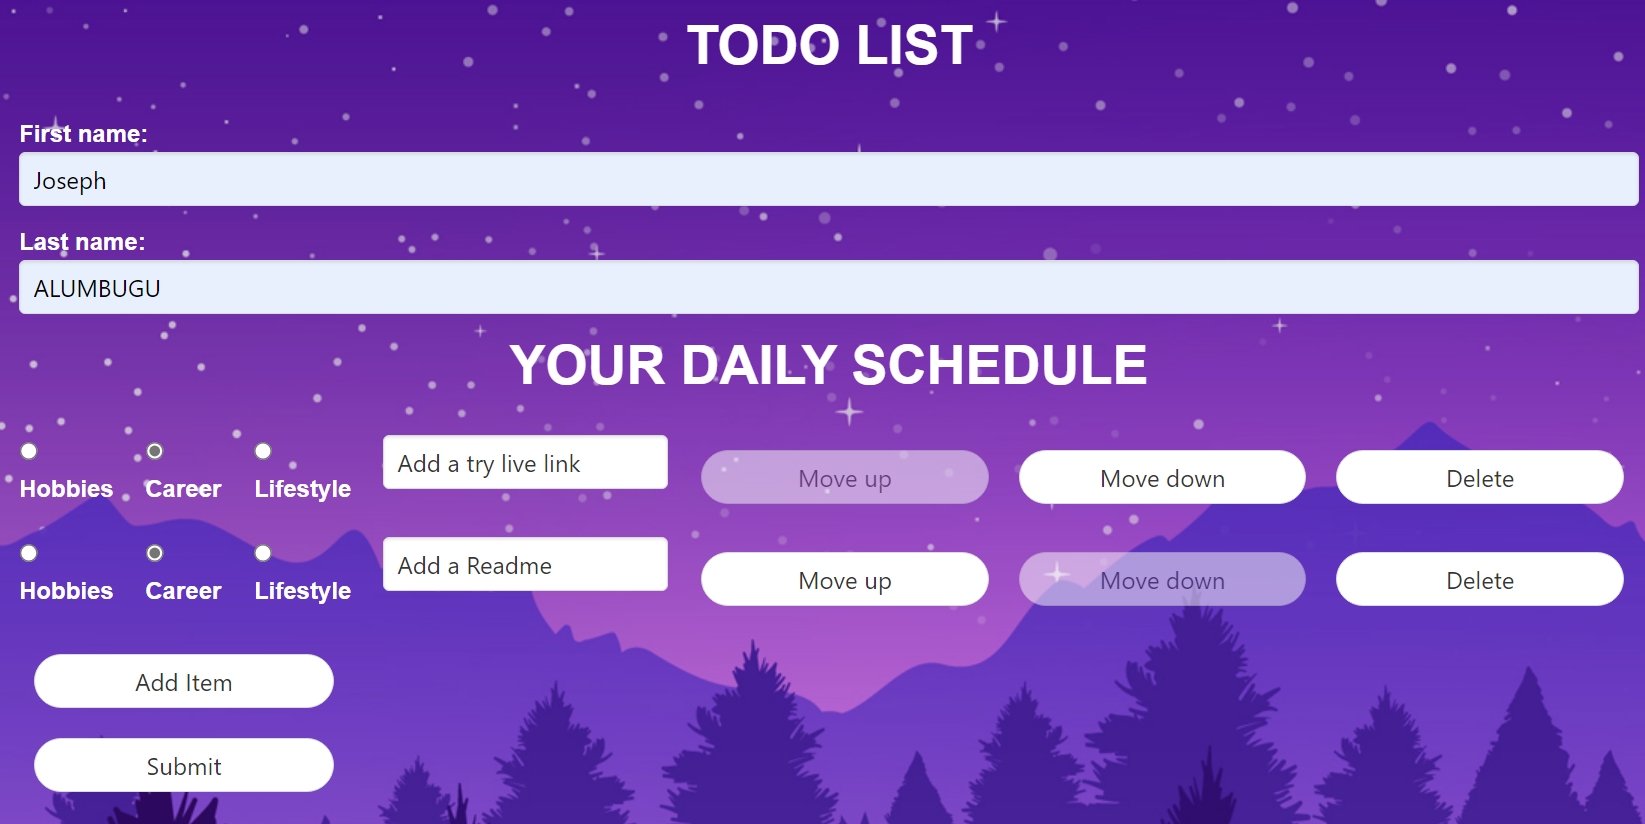 TODO LIST
First name:
Joseph
Last name:
ALUMBUGU
YOUR DAILY SCHEDULE
Hobbies Career Lifestyle Add a try live link Move up Move down Delete
Hobbies Career Lifestyle Add a Readme Move up Move down Delete
Add Item
Submit